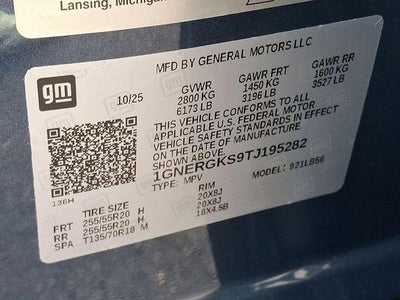 Lansing, Michigan
gm
MFD BY GENERAL MOTORS LLC
10/25
GVWR GAWR FRT GAWR RR
2800 KG 1450 KG 1600 KG
6173 LB 3196 LB 3527 LB
THIS VEHICLE CONFORMS TO ALL
APPLICABLE U.S. FEDERAL MOTOR
VEHICLE SAFETY STANDARDS IN EFFECT
ON THE DATE OF MANUFACTURE
SHOWN ABOVE.
1GNERGKS9TJ195282
TYPE: MPV MODEL: 921LB56
136H
TIRE SIZE RIM
FRT 255/55R20 H 20X8J
RR 255/55R20 H 20X8J
SPA T135/70R18 M 18X4.5B